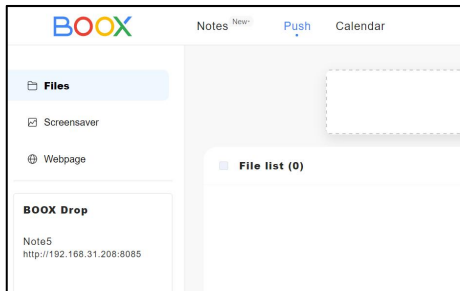 BOOX
Notes New+ Push Calendar
Files
Screensaver
Webpage
File list (0)
BOOX Drop
Note5
http://192.168.31.208:8085